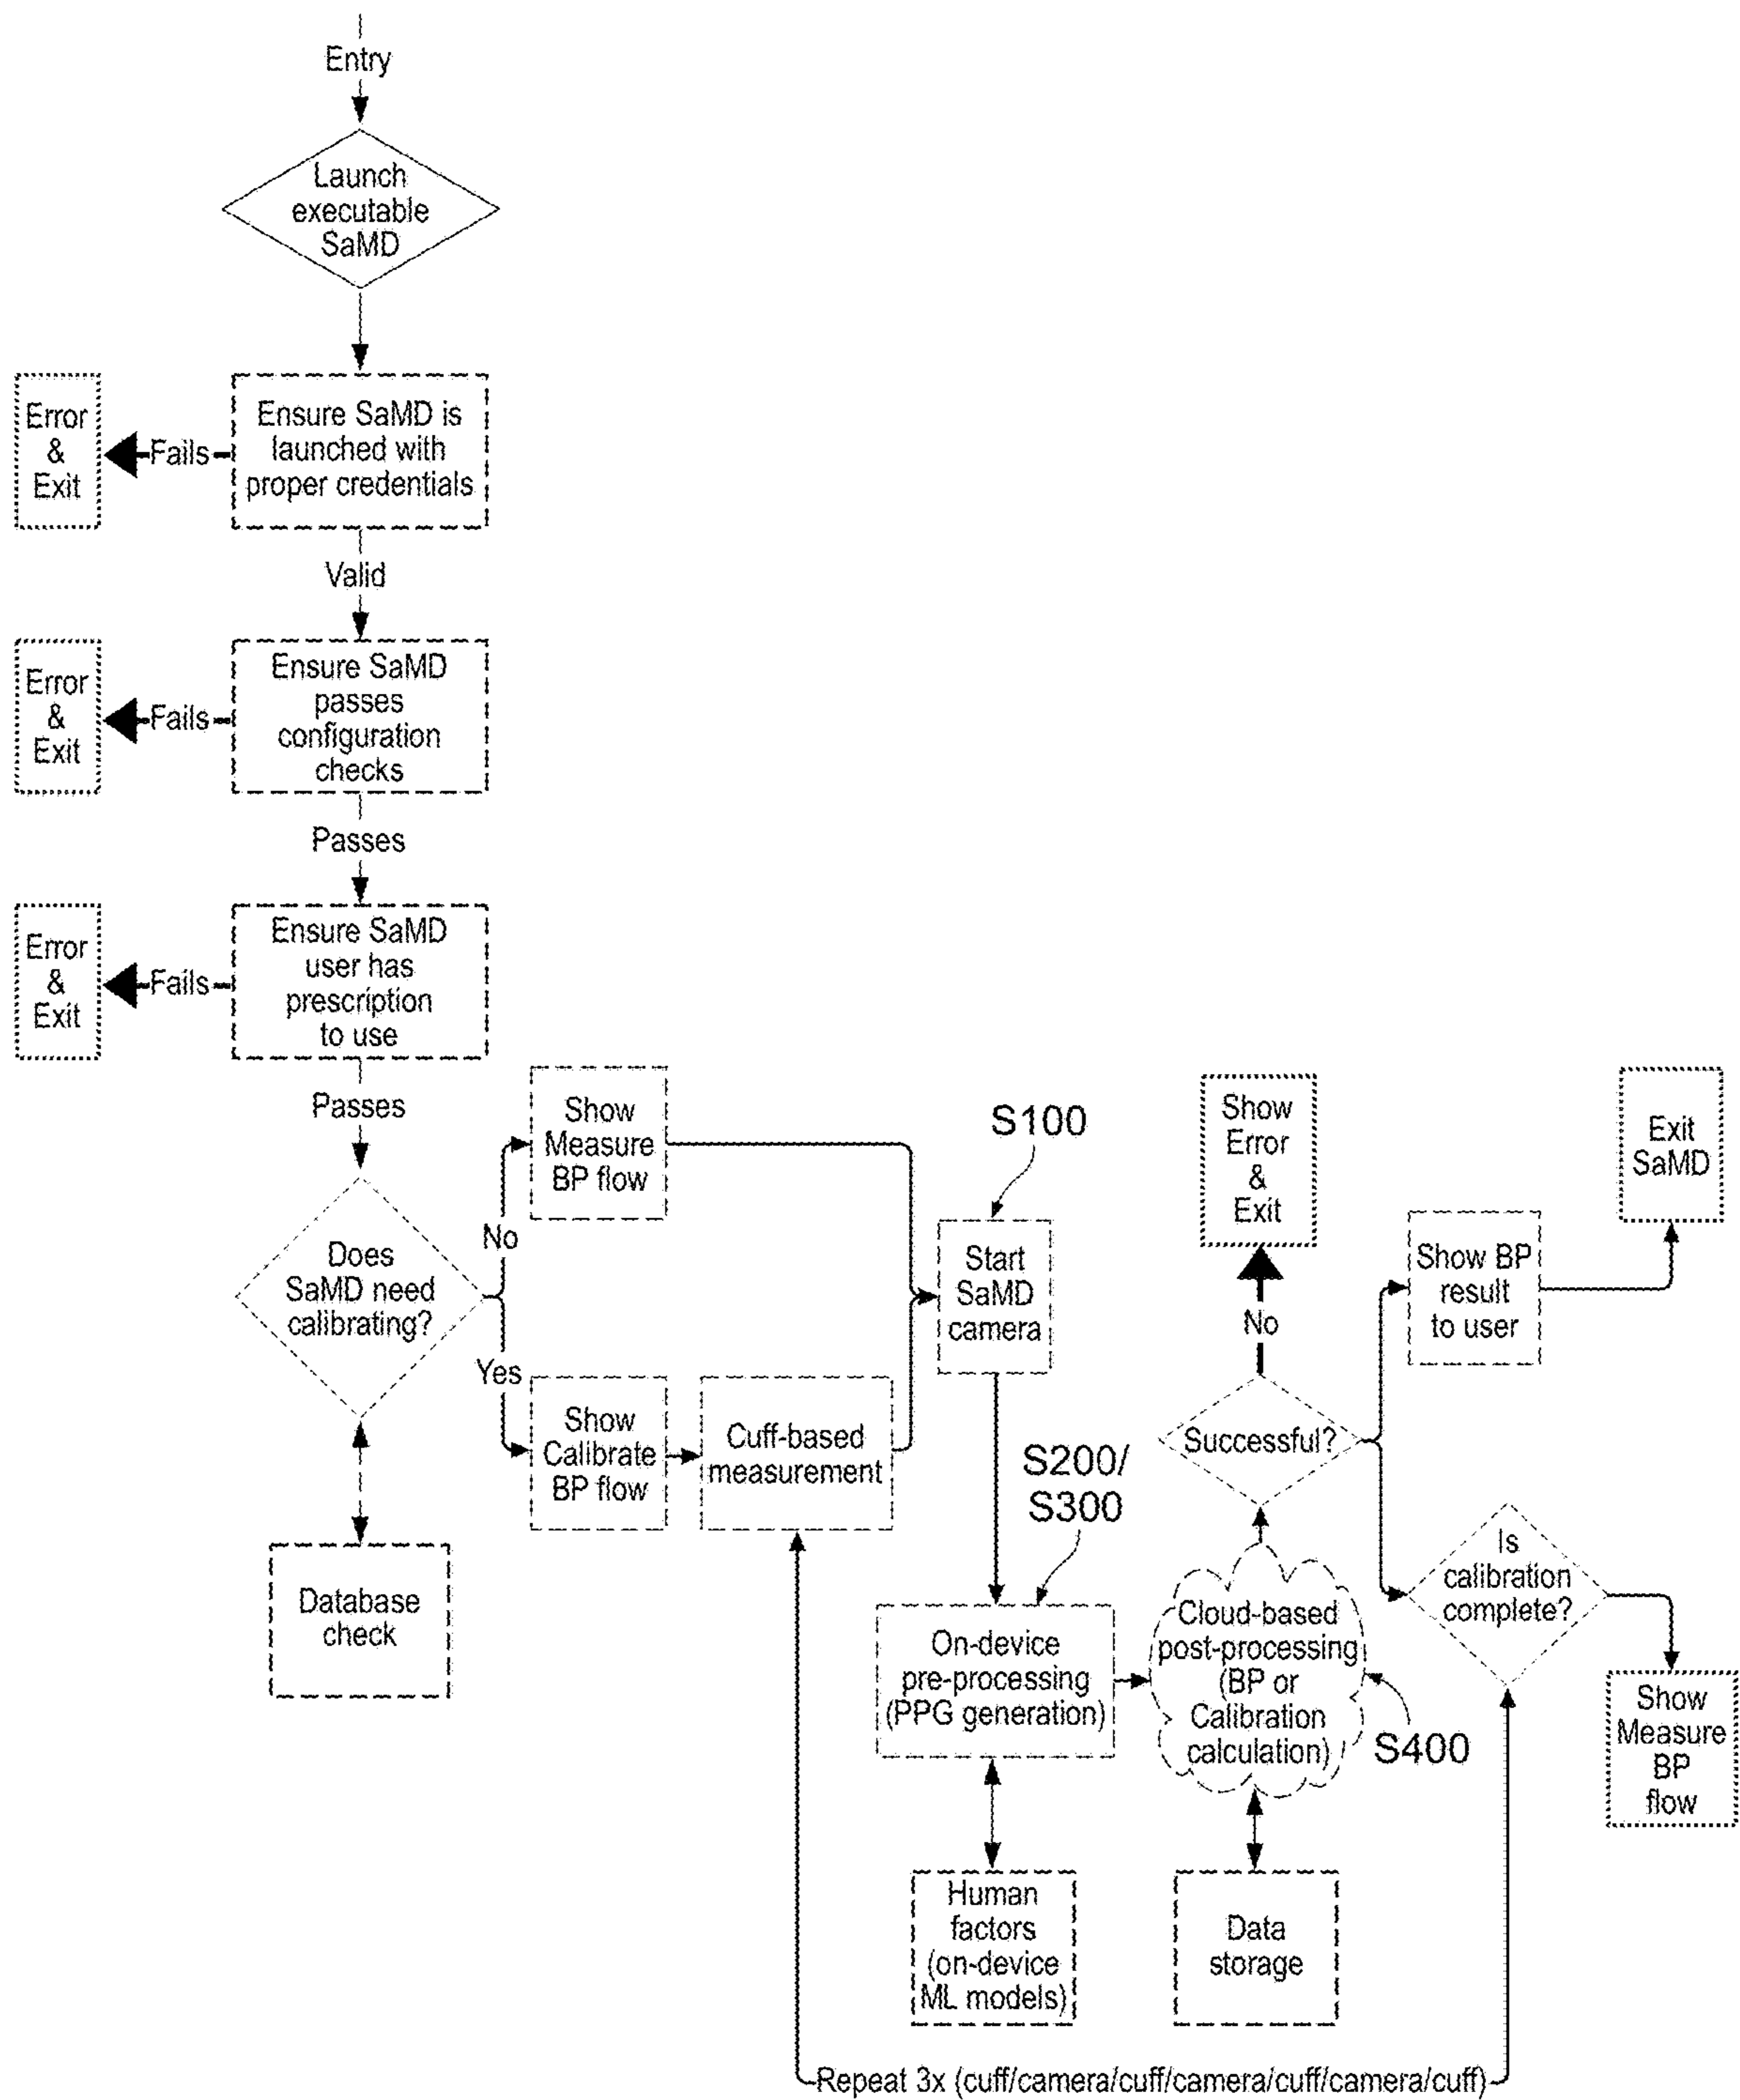 Entry
Launch
executable
SaMD
Error
&
Exit
Fails
Ensure SaMD is
launched with
proper credentials
Valid
Error
&
Exit
Fails
Ensure SaMD
passes
configuration
checks
Passes
Error
&
Exit
Fails
Ensure SaMD
user has
prescription
to use
Passes
Does
SaMD need
calibrating?
Database
check
No
Yes
Show
Measure
BP flow
Show
Calibrate
BP flow
Cuff-based
measurement
S100
Start
SaMD
camera
S200/
S300
On-device
pre-processing
(PPG generation)
Human
factors
(on-device
ML models)
Cloud-based
post-processing
(BP or
Calibration
calculation)
S400
Data
storage
Successful?
No
Show
Error
&
Exit
Show BP
result
to user
Exit
SaMD
Is
calibration
complete?
Show
Measure
BP
flow
Repeat 3x (cuff/camera/cuff/camera/cuff/camera/cuff)